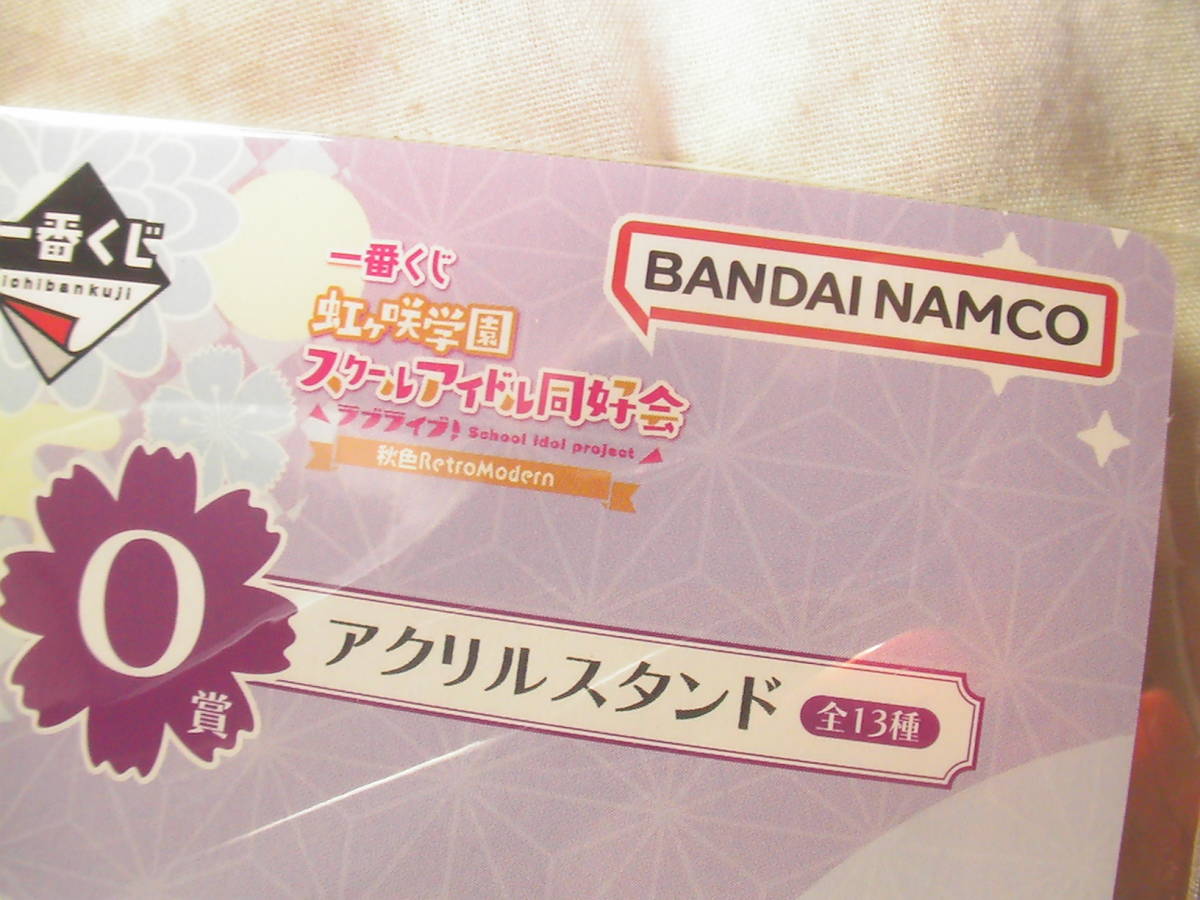 一番くじ
ichibankuji
一番くじ
虹ヶ咲学園
スクールアイドル同好会
ラブライブ! School idol project
秋色RetroModern
BANDAI NAMCO
O賞
アクリルスタンド 全13種